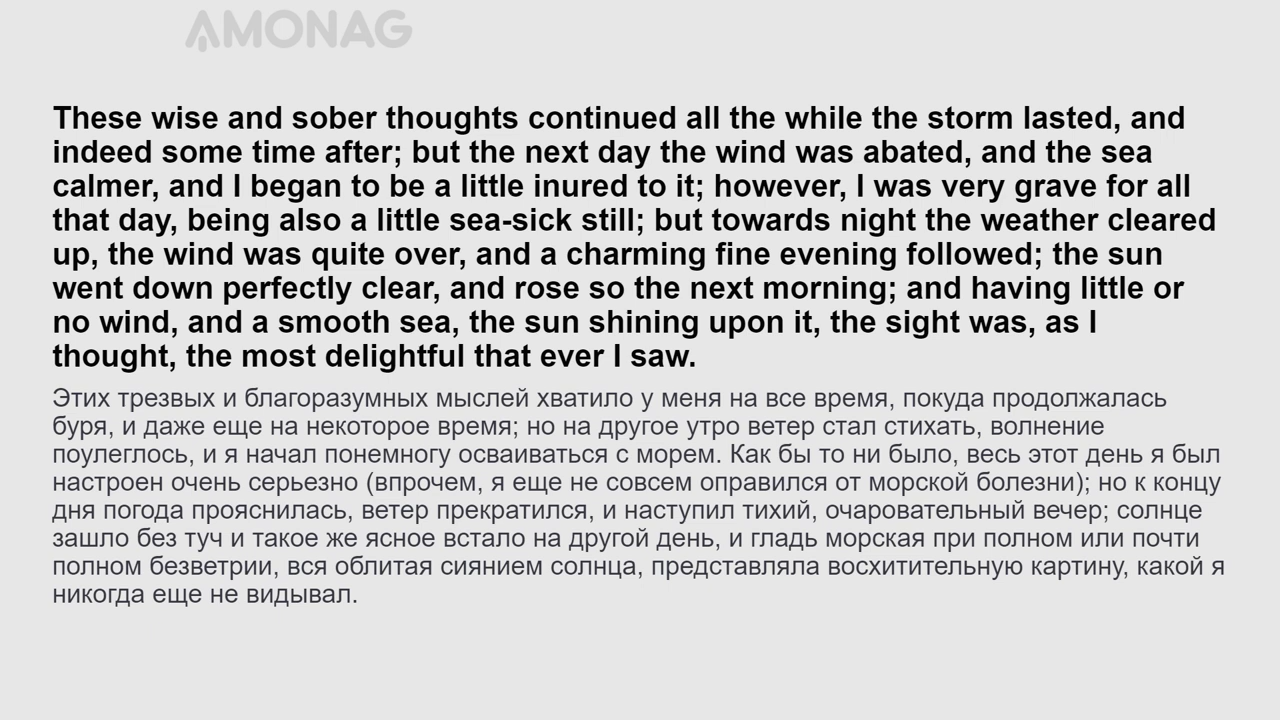 AMONAG
These wise and sober thoughts continued all the while the storm lasted, and
indeed some time after; but the next day the wind was abated, and the sea
calmer, and I began to be a little inured to it; however, I was very grave for all
that day, being also a little sea-sick still; but towards night the weather cleared
up, the wind was quite over, and a charming fine evening followed; the sun
went down perfectly clear, and rose so the next morning; and having little or
no wind, and a smooth sea, the sun shining upon it, the sight was, as I
thought, the most delightful that ever I saw.
Этих трезвых и благоразумных мыслей хватило у меня на все время, покуда продолжалась
буря, и даже еще на некоторое время; но на другое утро ветер стал стихать, волнение
поулеглось, и я начал понемногу осваиваться с морем. Как бы то ни было, весь этот день я был
настроен очень серьезно (впрочем, я еще не совсем оправился от морской болезни); но к концу
дня погода прояснилась, ветер прекратился, и наступил тихий, очаровательный вечер; солнце
зашло без туч и такое же ясное встало на другой день, и гладь морская при полном или почти
полном безветрии, вся облитая сиянием солнца, представляла восхитительную картину, какой я
никогда еще не видывал.